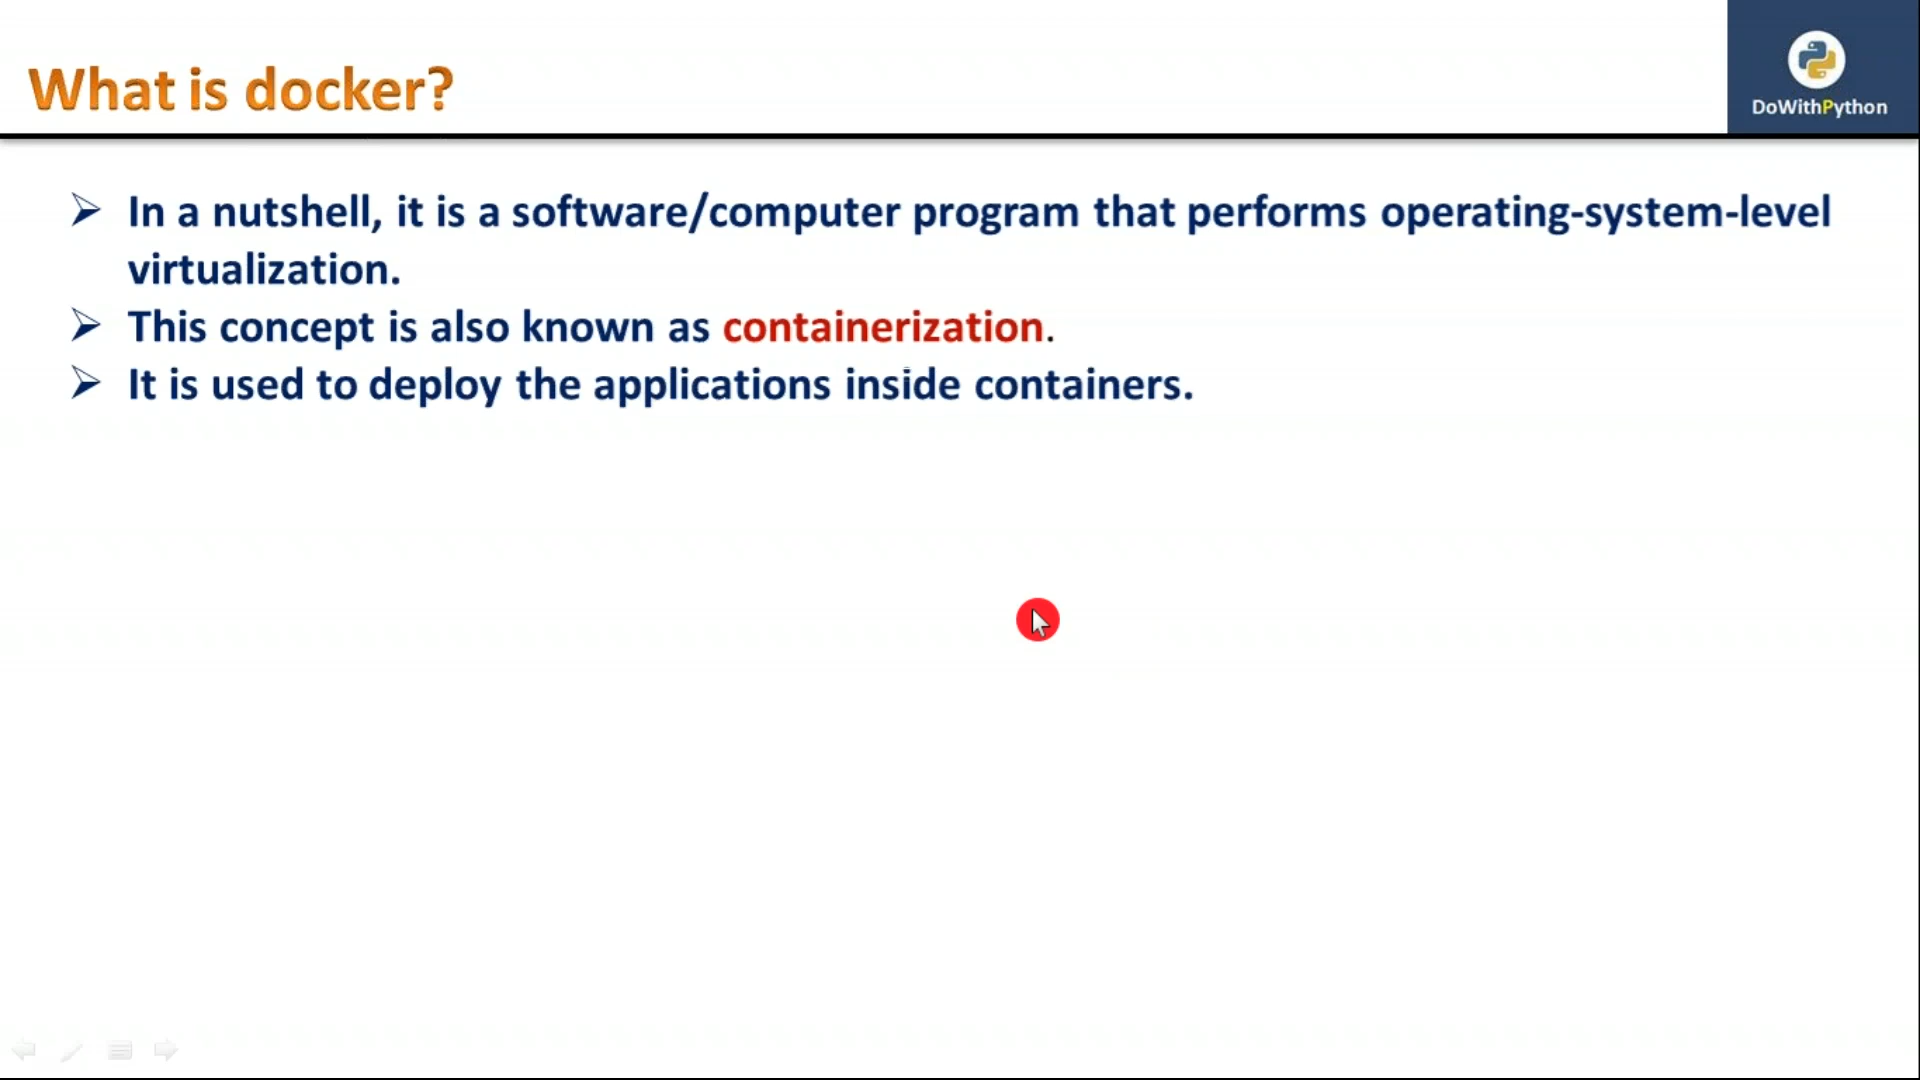 What is docker?
DoWithPython
➢ In a nutshell, it is a software/computer program that performs operating-system-level
virtualization.
➢ This concept is also known as containerization.
➢ It is used to deploy the applications inside containers.